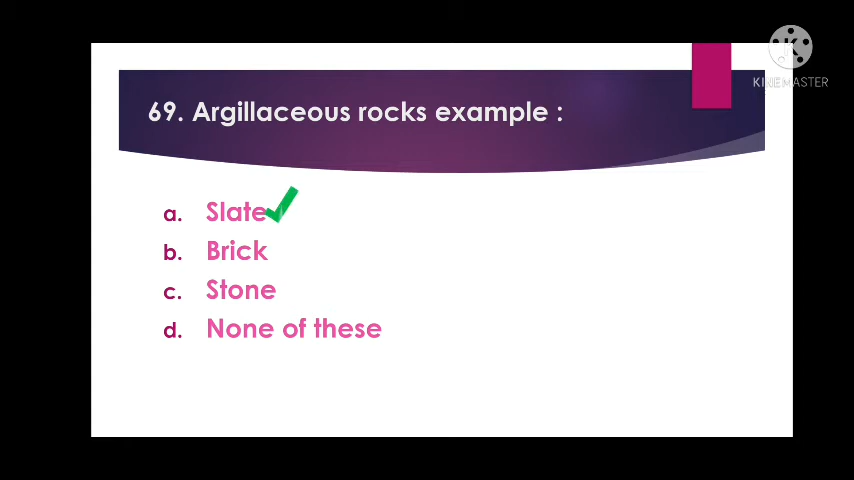 KINEMASTER
69. Argillaceous rocks example :
a. Slate
b. Brick
c. Stone
d. None of these